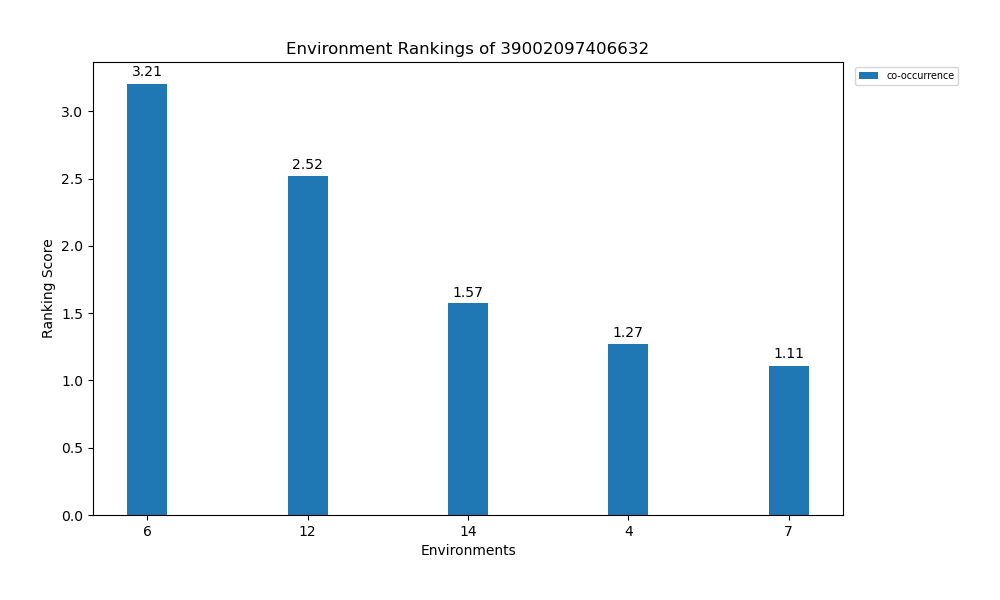 Environment Rankings of 39002097406632
co-occurrence
3.21
2.52
1.57
1.27
1.11
Ranking Score
3.0
2.5
2.0
1.5
1.0
0.5
0.0
6 12 14 4 7
Environments